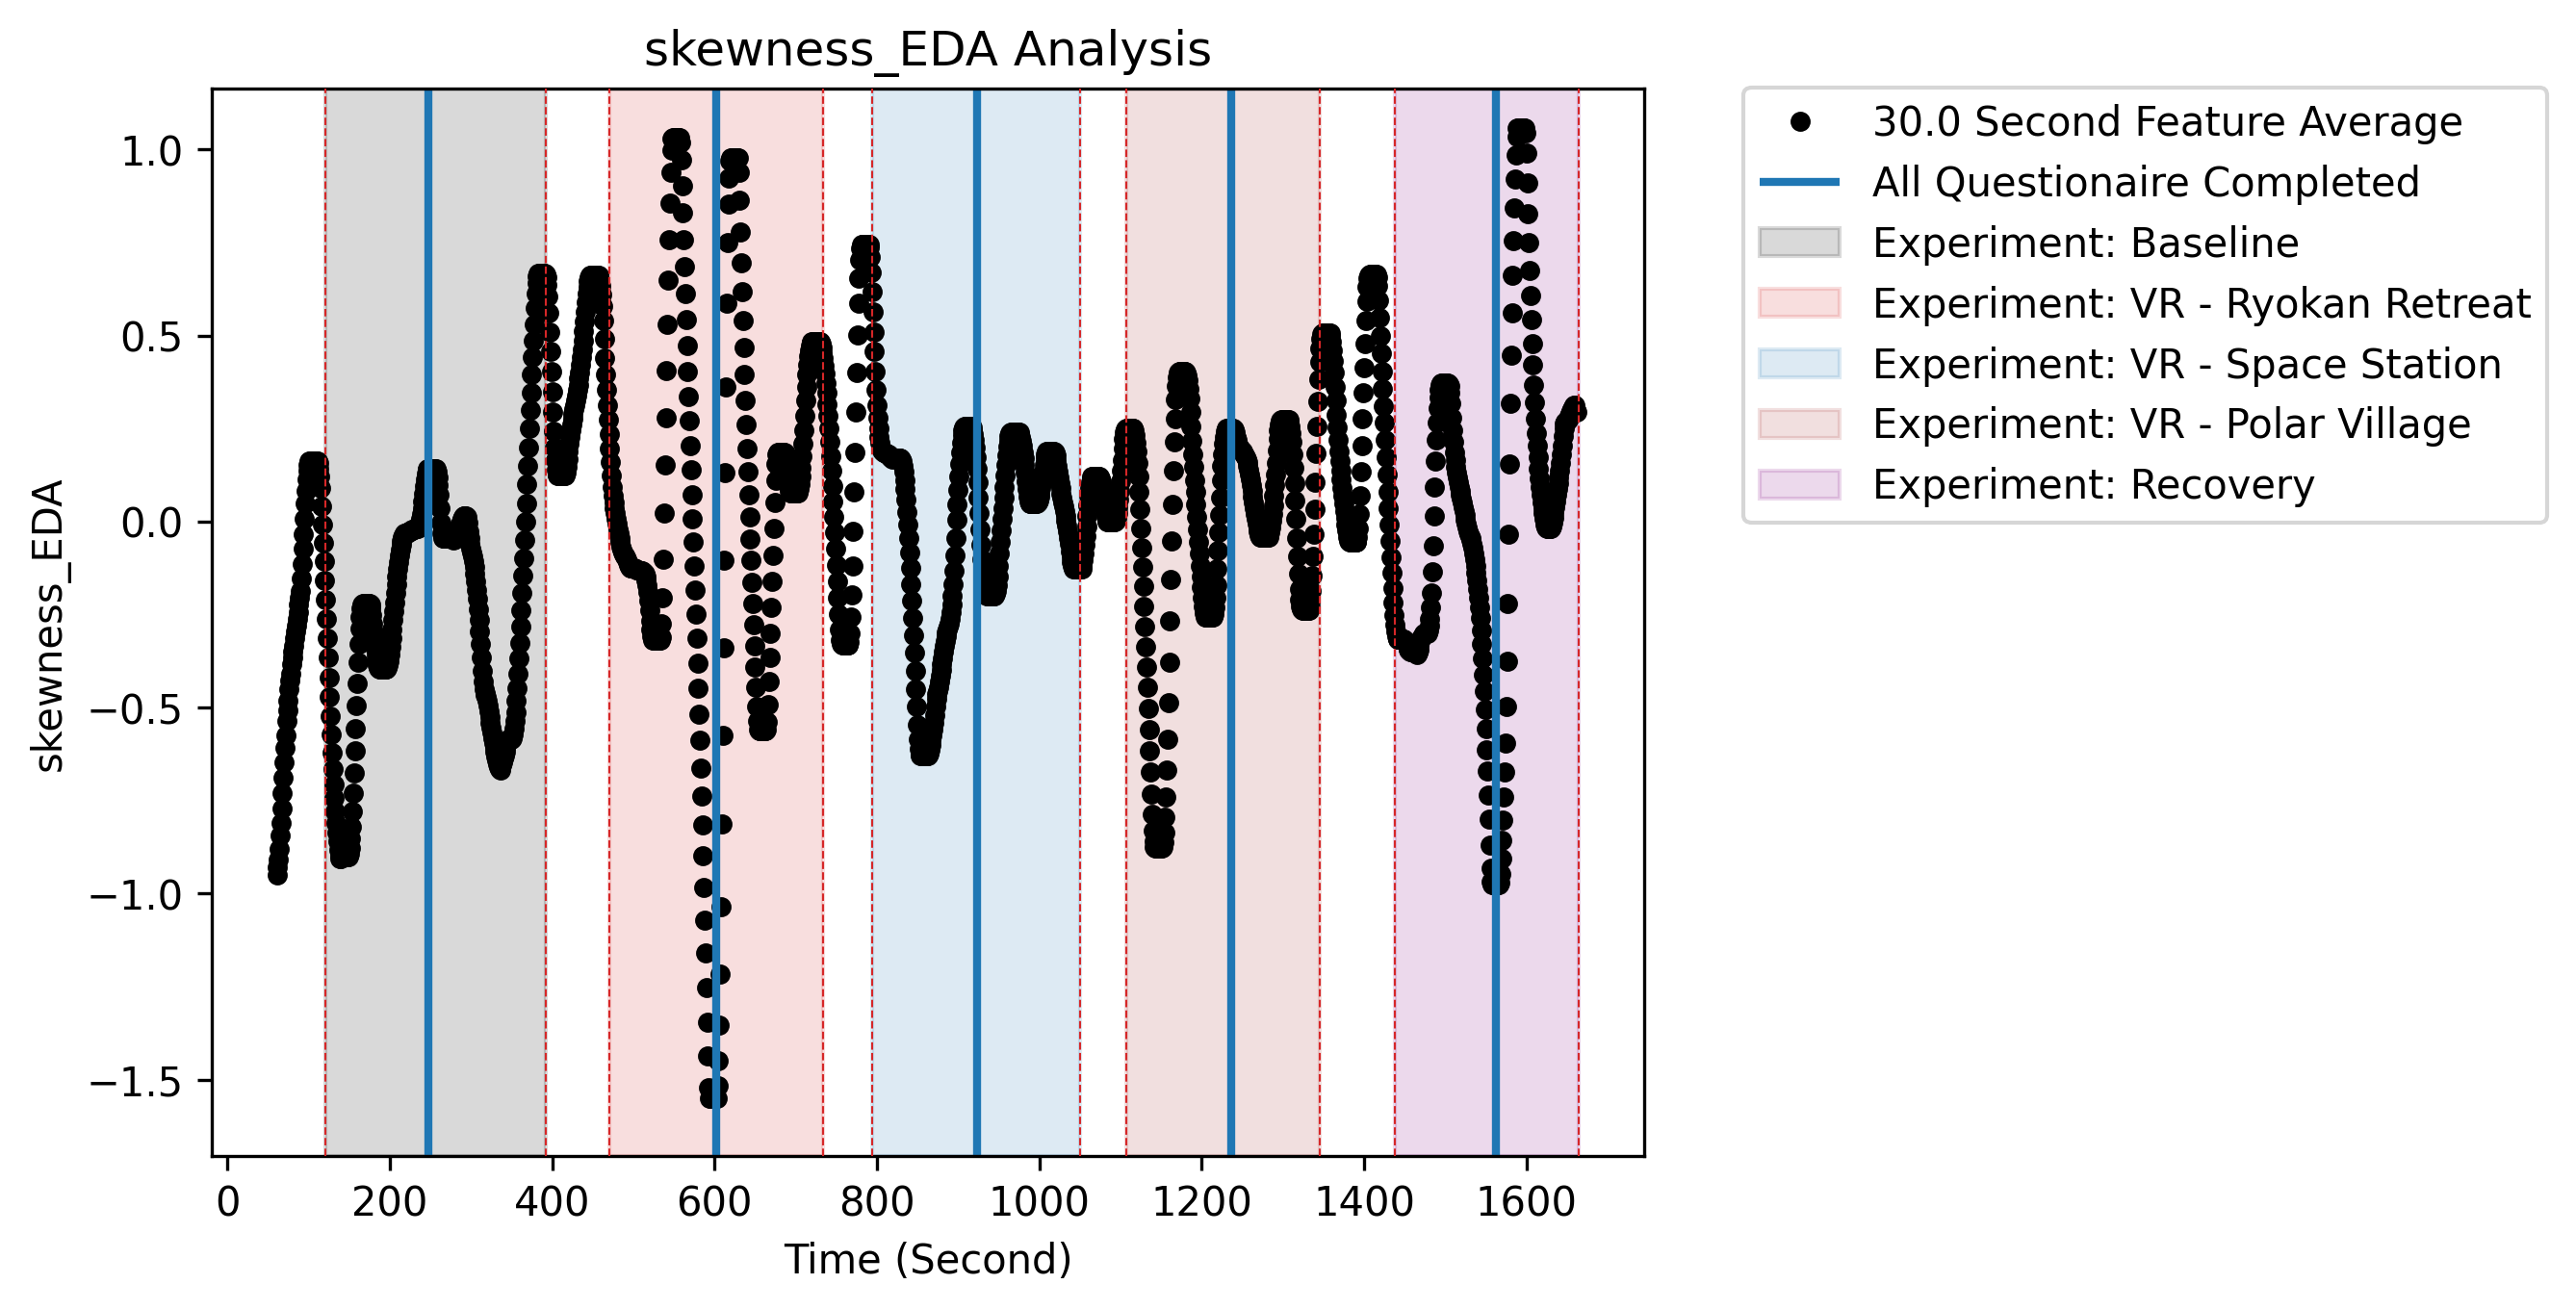 skewness_EDA Analysis
1.0
0.5
0.0
−0.5
−1.0
−1.5
skewness_EDA
0 200 400 600 800 1000 1200 1400 1600
Time (Second)
30.0 Second Feature Average
All Questionaire Completed
Experiment: Baseline
Experiment: VR - Ryokan Retreat
Experiment: VR - Space Station
Experiment: VR - Polar Village
Experiment: Recovery